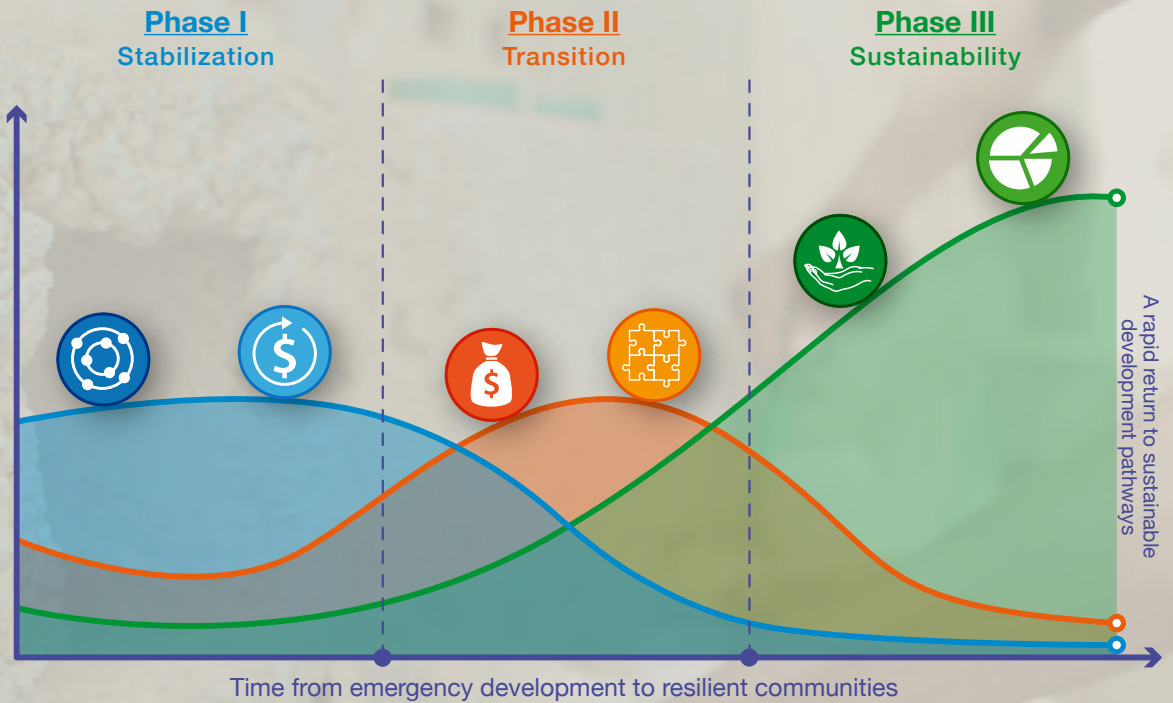 Phase I
Stabilization
Phase II
Transition
Phase III
Sustainability
$
$
A rapid return to sustainable
development pathways
Time from emergency development to resilient communities